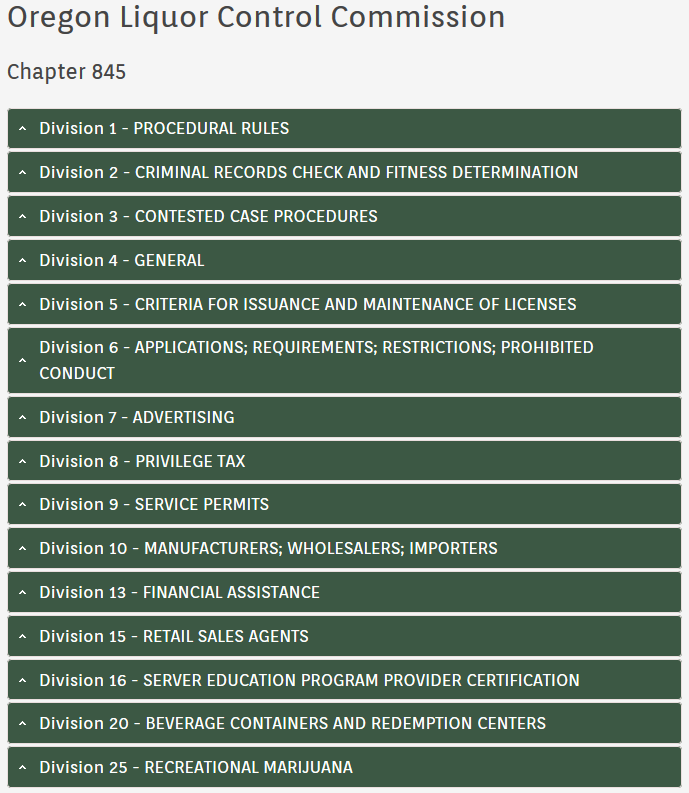 Oregon Liquor Control Commission
Chapter 845
Division 1 - PROCEDURAL RULES
Division 2 - CRIMINAL RECORDS CHECK AND FITNESS DETERMINATION
Division 3 - CONTESTED CASE PROCEDURES
Division 4 - GENERAL
Division 5 - CRITERIA FOR ISSUANCE AND MAINTENANCE OF LICENSES
Division 6 - APPLICATIONS; REQUIREMENTS; RESTRICTIONS; PROHIBITED
CONDUCT
Division 7 - ADVERTISING
Division 8 - PRIVILEGE TAX
Division 9 - SERVICE PERMITS
Division 10 - MANUFACTURERS; WHOLESALERS; IMPORTERS
Division 13 - FINANCIAL ASSISTANCE
Division 15 - RETAIL SALES AGENTS
Division 16 - SERVER EDUCATION PROGRAM PROVIDER CERTIFICATION
Division 20 - BEVERAGE CONTAINERS AND REDEMPTION CENTERS
Division 25 - RECREATIONAL MARIJUANA